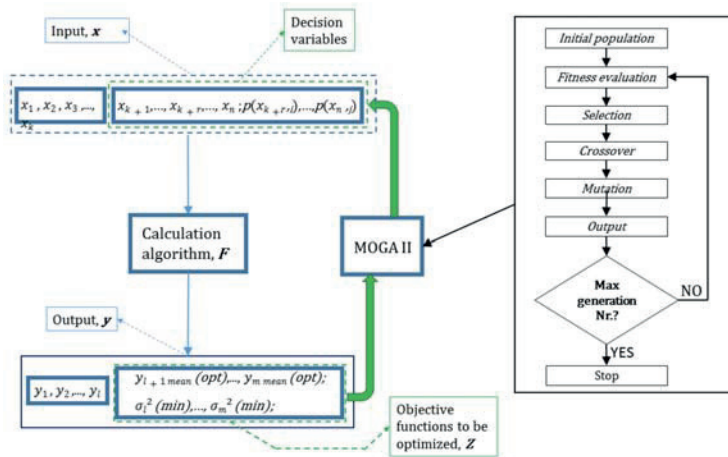 Input, x
Decision
variables
x₁ , x₂ , x₃ ,...,
xₖ
xₖ ₊ ₁,..., xₖ ₊ ᵣ,..., xₙ ;p(xₖ₊ᵣ,ᵢ),...,p(xₙ ,ⱼ)
Calculation
algorithm, F
MOGA II
Output, y
y₁ , y₂ ,..., yₗ
yₗ ₊ ₁ mean (opt),.., yₘ mean (opt);
σₗ² (min),..., σₘ² (min);
Objective
functions to be
optimized, Z
Initial population
Fitness evaluation
Selection
Crossover
Mutation
Output
Max
generation
Nr.?
NO
YES
Stop